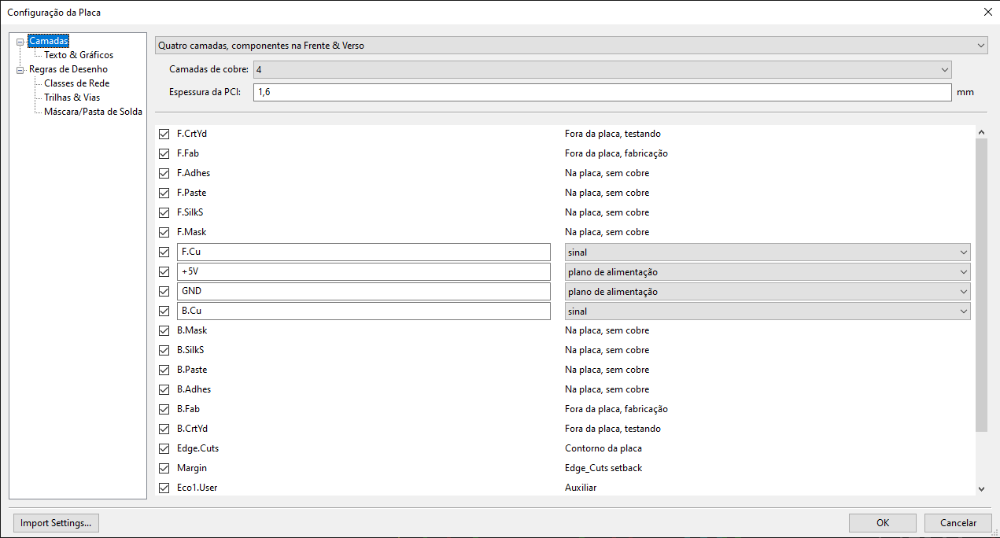 Configuração da Placa
Camadas
Texto & Gráficos
Regras de Desenho
Classes de Rede
Trilhas & Vias
Máscara/Pasta de Solda
Quatro camadas, componentes na Frente & Verso
Camadas de cobre: 4
Espessura da PCI: 1,6 mm
F.CrtYd Fora da placa, testando
F.Fab Fora da placa, fabricação
F.Adhes Na placa, sem cobre
F.Paste Na placa, sem cobre
F.SilkS Na placa, sem cobre
F.Mask Na placa, sem cobre
F.Cu sinal
+5V plano de alimentação
GND plano de alimentação
B.Cu sinal
B.Mask Na placa, sem cobre
B.SilkS Na placa, sem cobre
B.Paste Na placa, sem cobre
B.Adhes Na placa, sem cobre
B.Fab Fora da placa, fabricação
B.CrtYd Fora da placa, testando
Edge.Cuts Contorno da placa
Margin Edge_Cuts setback
Eco1.User Auxiliar
Import Settings... OK Cancelar